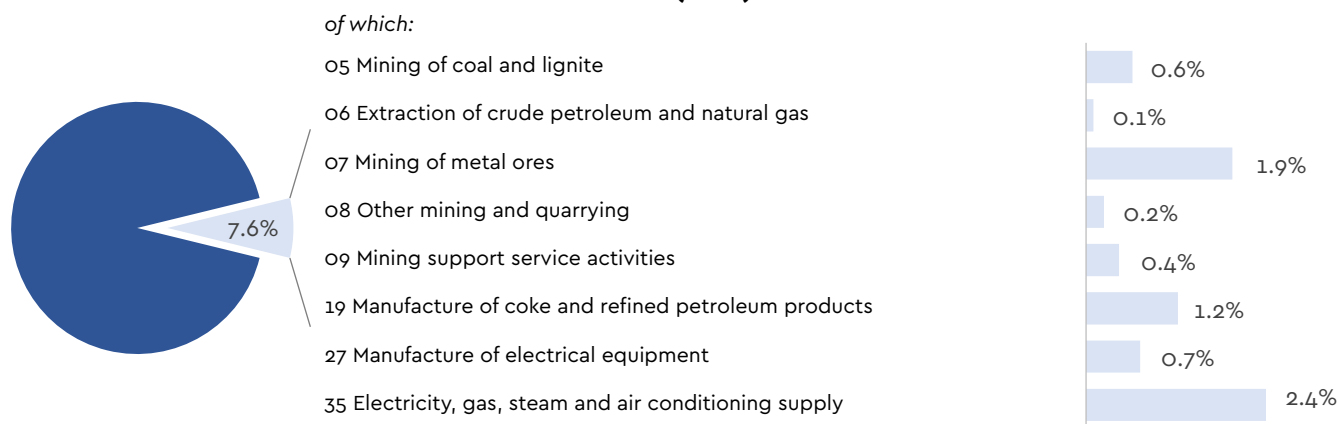 of which:
05 Mining of coal and lignite 0.6%
06 Extraction of crude petroleum and natural gas 0.1%
07 Mining of metal ores 1.9%
08 Other mining and quarrying 0.2%
7.6%
09 Mining support service activities 0.4%
19 Manufacture of coke and refined petroleum products 1.2%
27 Manufacture of electrical equipment 0.7%
35 Electricity, gas, steam and air conditioning supply 2.4%